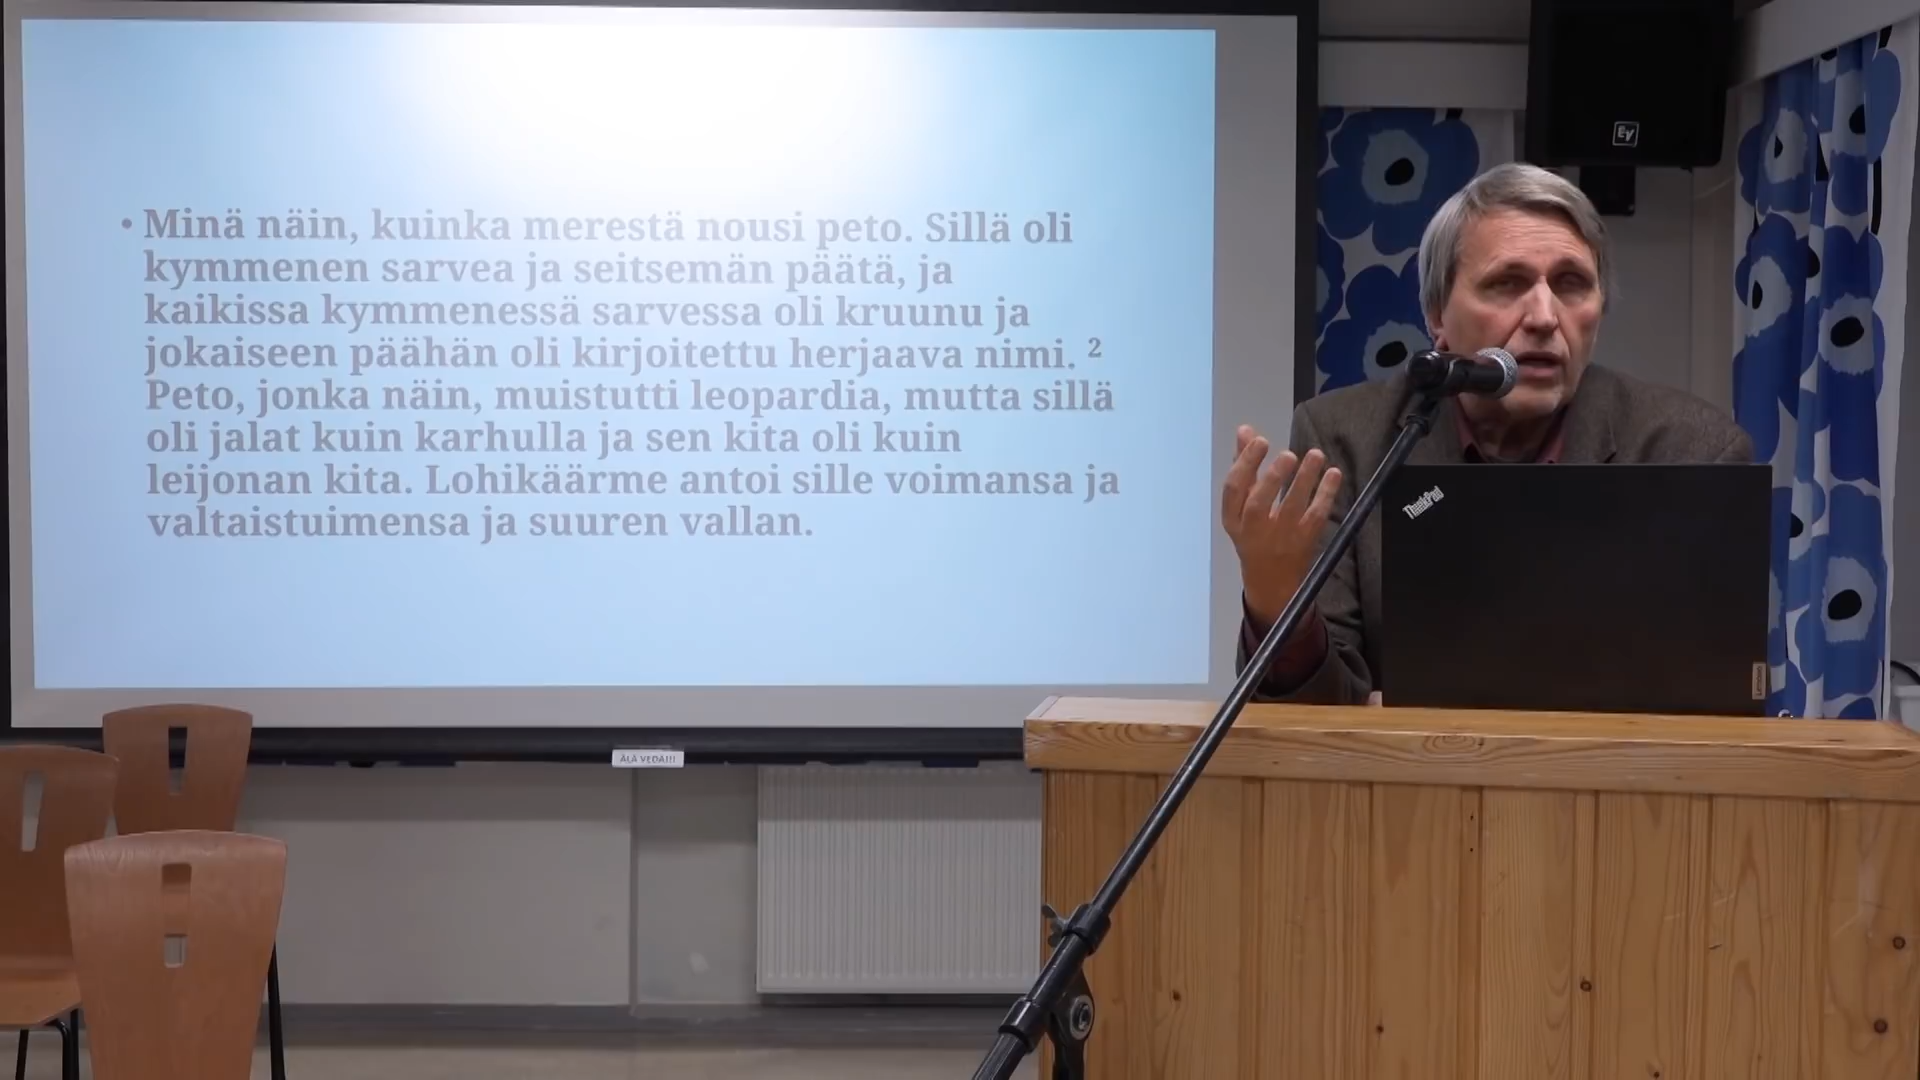 • Minä näin, kuinka merestä nousi peto. Sillä oli
kymmenen sarvea ja seitsemän päätä, ja
kaikissa kymmenessä sarvessa oli kruunu ja
jokaiseen päähän oli kirjoitettu herjaava nimi. ²
Peto, jonka näin, muistutti leopardia, mutta sillä
oli jalat kuin karhulla ja sen kita oli kuin
leijonan kita. Lohikäärme antoi sille voimansa ja
valtaistuimensa ja suuren vallan.
ÄLÄ VEDÄ!!!
EV
ThinkPad
Lenovo